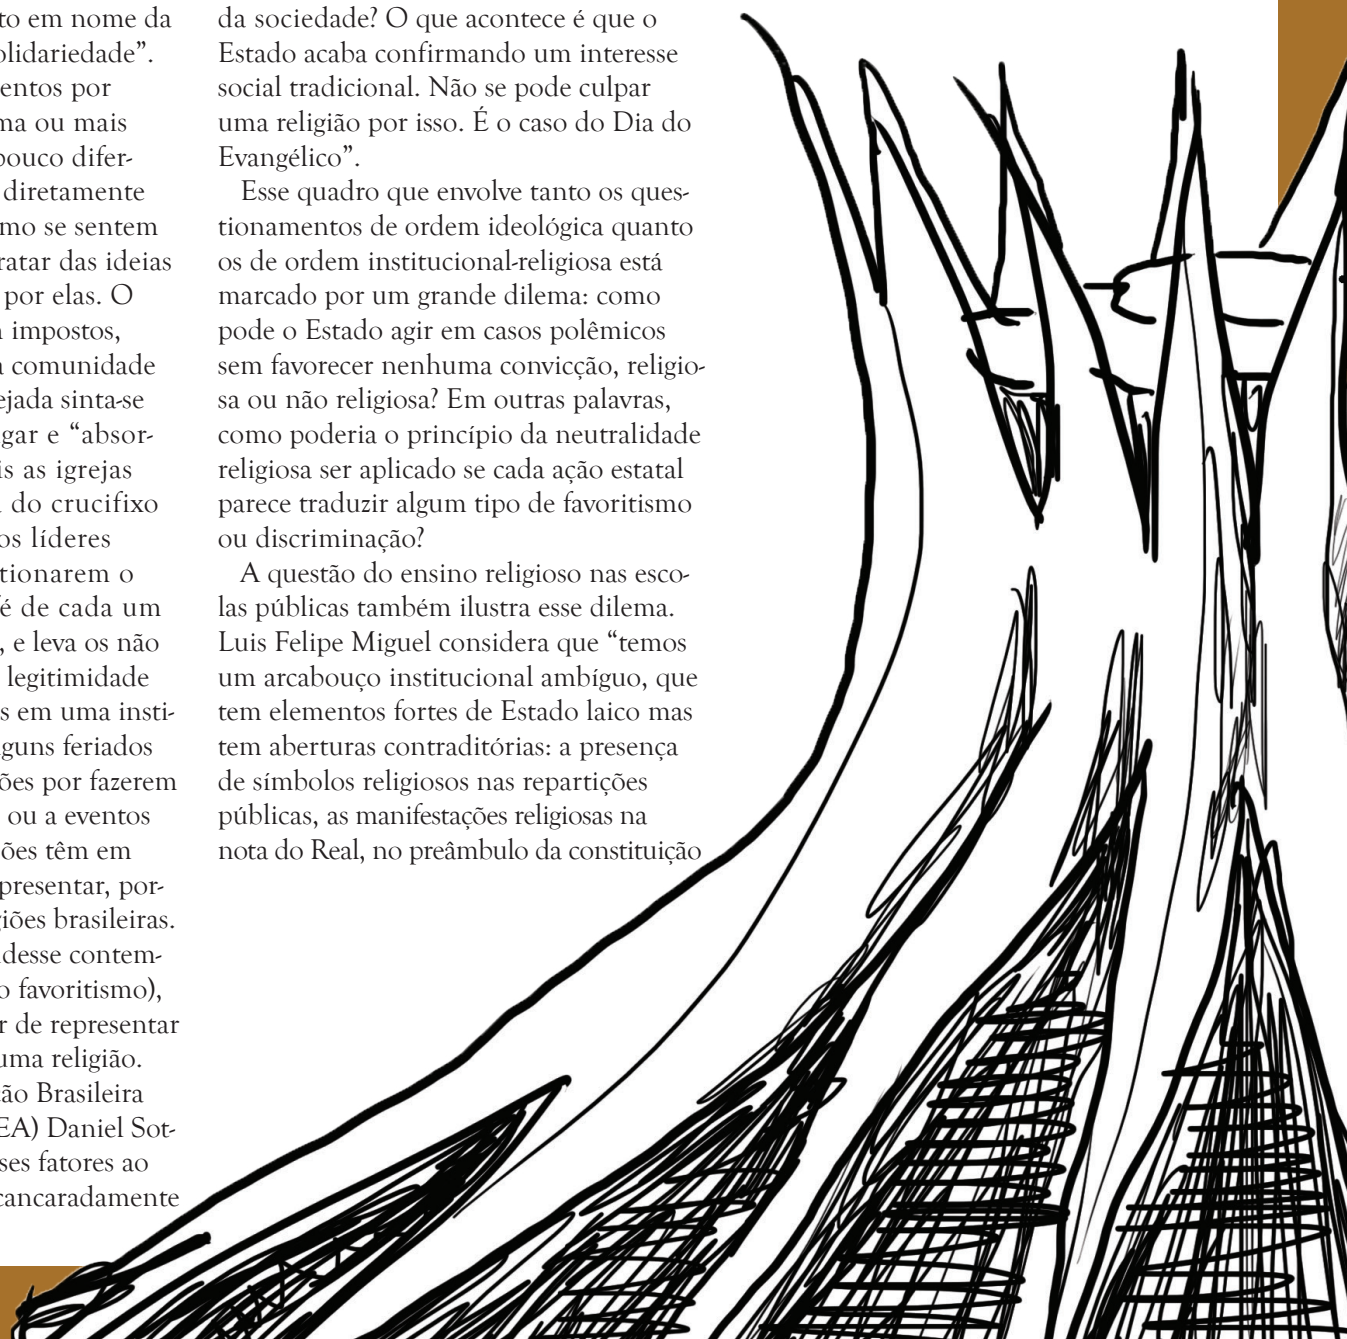 to em nome da
olidariedade”.
entos por
ma ou mais
pouco difer-
diretamente
mo se sentem
ratar das ideias
por elas. O
impostos,
comunidade
ejada sinta-se
gar e “absor-
is as igrejas
do crucifixo
os líderes
tionarem o
é de cada um
, e leva os não
legitimidade
s em uma insti-
guns feriados
ões por fazerem
ou a eventos
ões têm em
presentar, por-
giões brasileiras.
desse contem-
o favoritismo),
r de representar
uma religião.
ão Brasileira
EA) Daniel Sot-
ses fatores ao
cancaradamente
da sociedade? O que acontece é que o
Estado acaba confirmando um interesse
social tradicional. Não se pode culpar
uma religião por isso. É o caso do Dia do
Evangélico”.
Esse quadro que envolve tanto os ques-
tionamentos de ordem ideológica quanto
os de ordem institucional-religiosa está
marcado por um grande dilema: como
pode o Estado agir em casos polêmicos
sem favorecer nenhuma convicção, religio-
sa ou não religiosa? Em outras palavras,
como poderia o princípio da neutralidade
religiosa ser aplicado se cada ação estatal
parece traduzir algum tipo de favoritismo
ou discriminação?
A questão do ensino religioso nas esco-
las públicas também ilustra esse dilema.
Luis Felipe Miguel considera que “temos
um arcabouço institucional ambíguo, que
tem elementos fortes de Estado laico mas
tem aberturas contraditórias: a presença
de símbolos religiosos nas repartições
públicas, as manifestações religiosas na
nota do Real, no preâmbulo da constituição